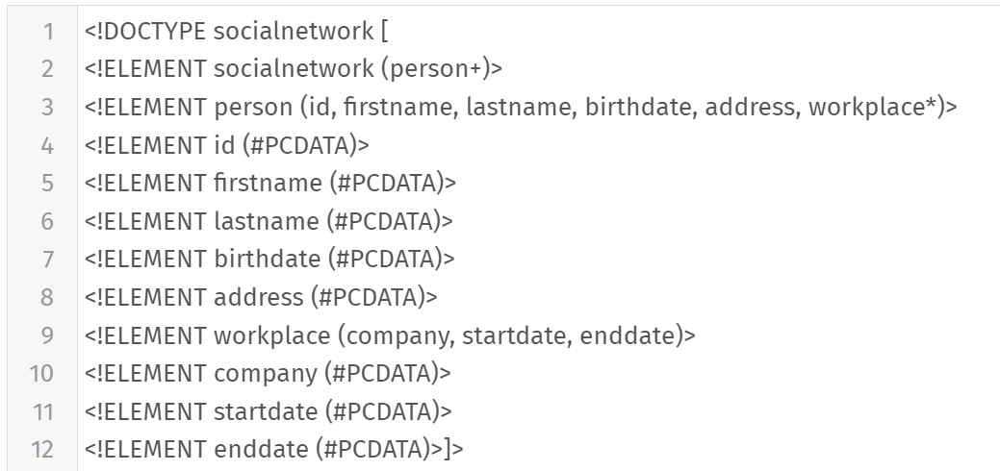 1 <!DOCTYPE socialnetwork [
2 <!ELEMENT socialnetwork (person+)>
3 <!ELEMENT person (id, firstname, lastname, birthdate, address, workplace*)>
4 <!ELEMENT id (#PCDATA)>
5 <!ELEMENT firstname (#PCDATA)>
6 <!ELEMENT lastname (#PCDATA)>
7 <!ELEMENT birthdate (#PCDATA)>
8 <!ELEMENT address (#PCDATA)>
9 <!ELEMENT workplace (company, startdate, enddate)>
10 <!ELEMENT company (#PCDATA)>
11 <!ELEMENT startdate (#PCDATA)>
12 <!ELEMENT enddate (#PCDATA)>]>